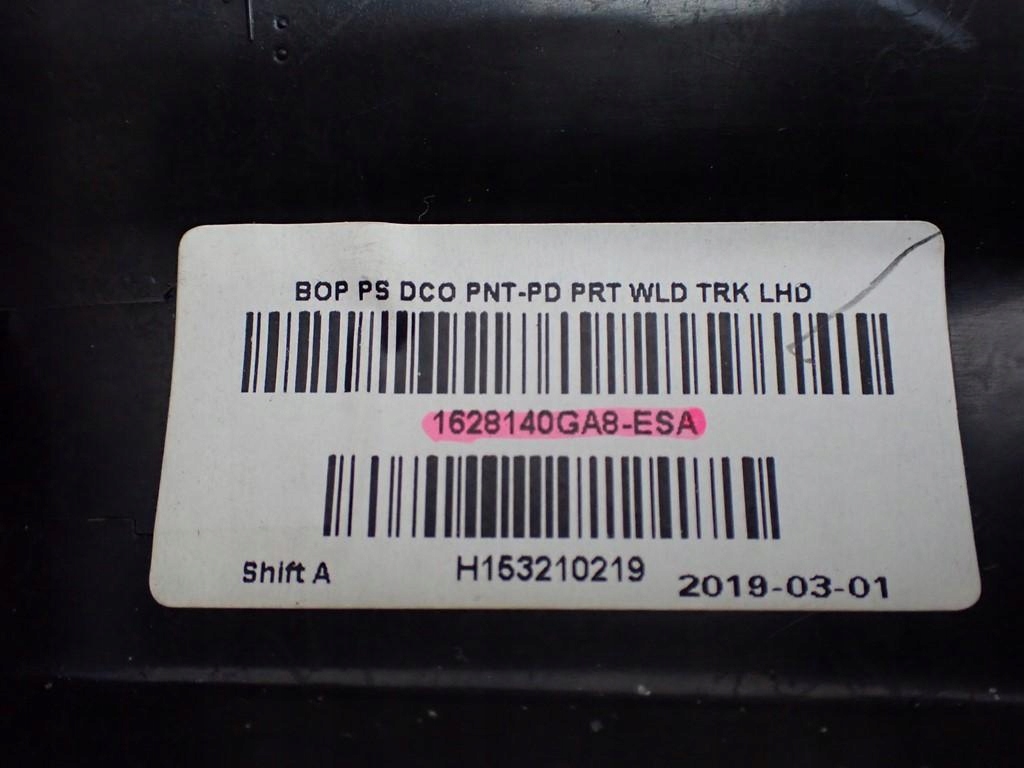 BOP PS DCO PNT-PD PRT WLD TRK LHD
1628140GA8-ESA
H153210219
Shift A
2019-03-01